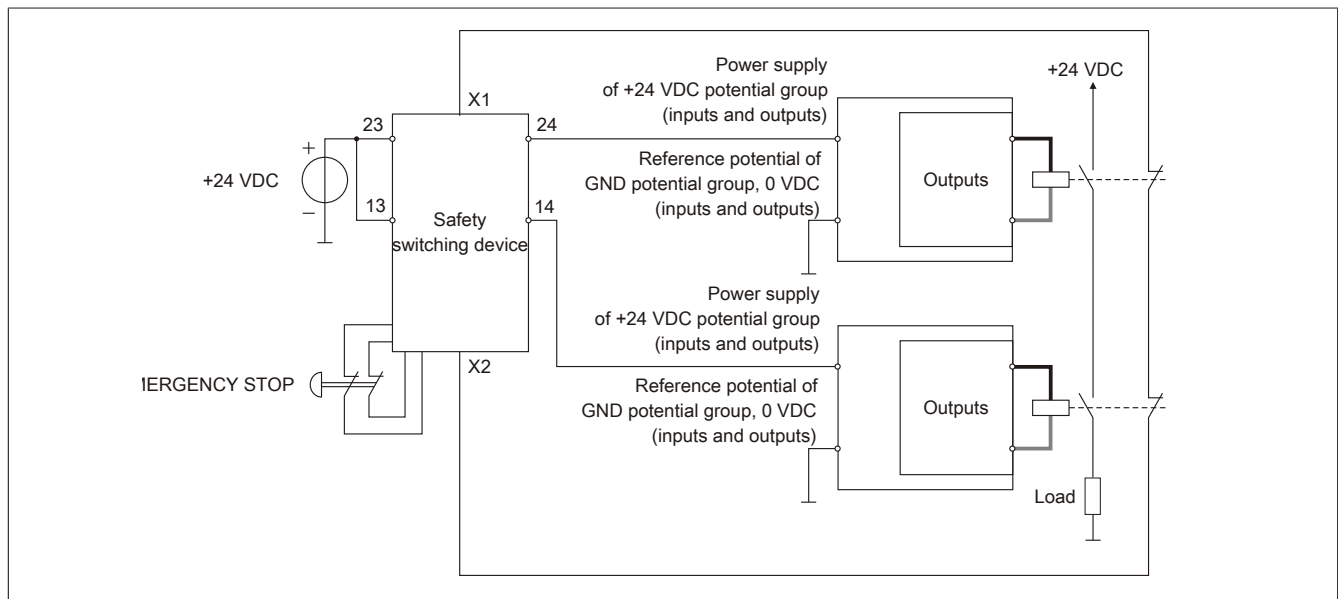 Power supply
of +24 VDC potential group
(inputs and outputs)
+24 VDC
X1
23
24
Reference potential of
GND potential group, 0 VDC
(inputs and outputs)
Outputs
+
+24 VDC
–
13
14
Safety
switching device
Power supply
of +24 VDC potential group
(inputs and outputs)
X2
MERGENCY STOP
Reference potential of
GND potential group, 0 VDC
(inputs and outputs)
Outputs
Load